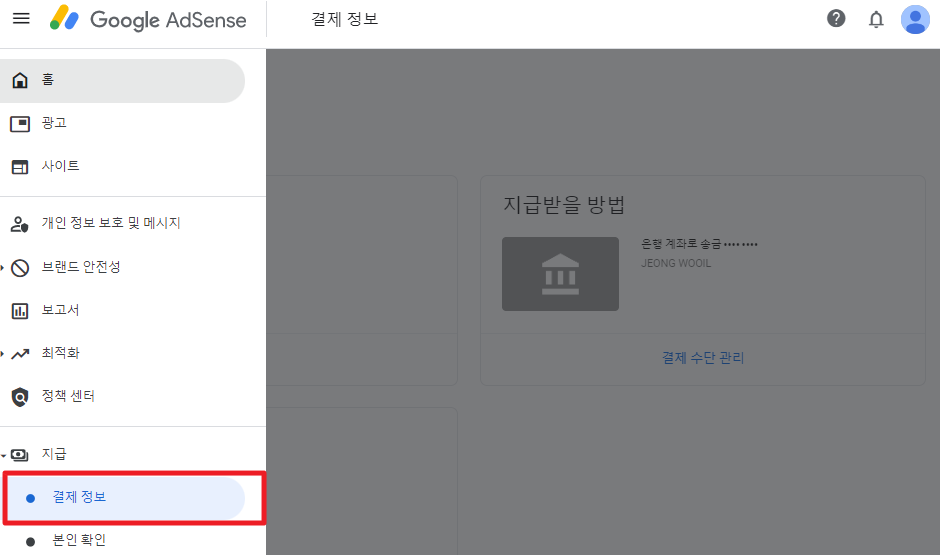 Google AdSense
결제 정보
홈
광고
사이트
개인 정보 보호 및 메시지
브랜드 안전성
보고서
최적화
정책 센터
지급
결제 정보
본인 확인
지급받을 방법
은행 계좌로 송금 •••• ••••
JEONG WOOIL
결제 수단 관리